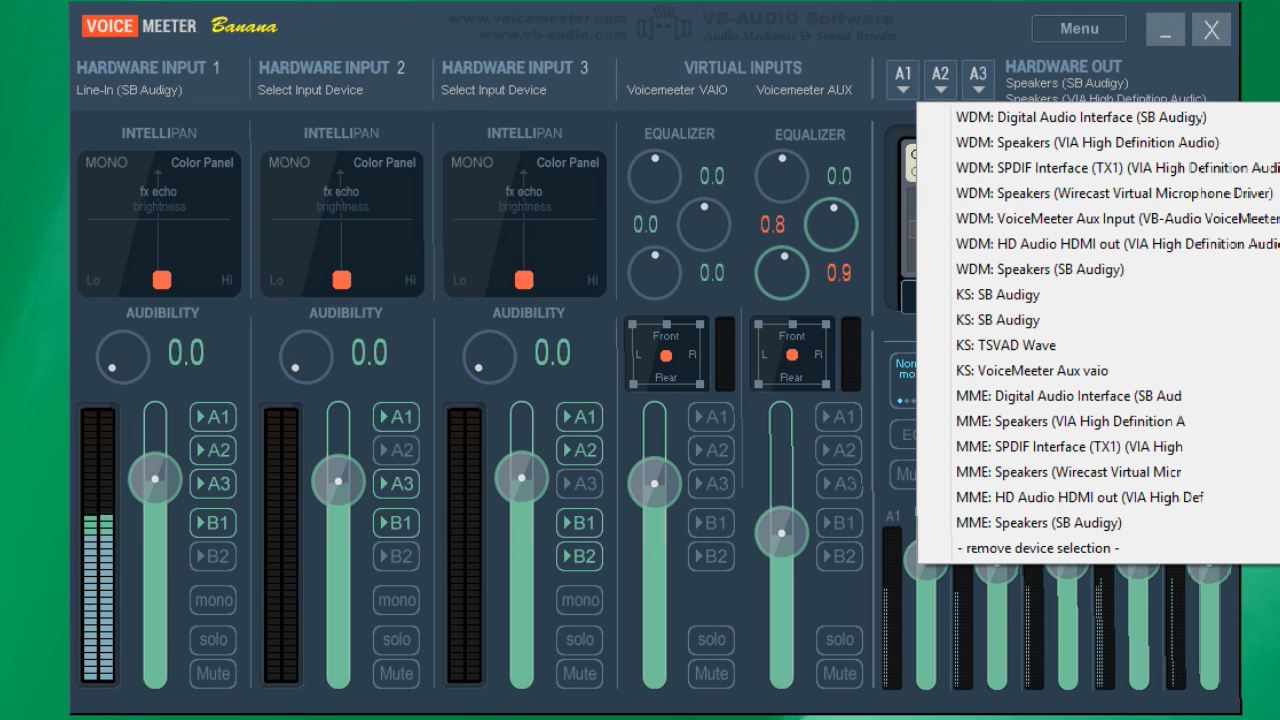 VOICE MEETER Banana
www.voicemeeter.com
www.vb-audio.com
VB-AUDIO Software
Audio Mechanic & Sound Breeder
Menu
_ X
HARDWARE INPUT 1
Line-In (SB Audigy)
HARDWARE INPUT 2
Select Input Device
HARDWARE INPUT 3
Select Input Device
VIRTUAL INPUTS
Voicemeeter VAIO
Voicemeeter AUX
A1 A2 A3
HARDWARE OUT
Speakers (SB Audigy)
Speakers (VIA High Definition Audio)
INTELLIPAN
MONO Color Panel
fx echo
brightness
Lo Hi
INTELLIPAN
MONO Color Panel
fx echo
brightness
Lo Hi
INTELLIPAN
MONO Color Panel
fx echo
brightness
Lo Hi
EQUALIZER
0.0
0.0
0.0
EQUALIZER
0.0
0.8
0.9
AUDIBILITY
0.0
AUDIBILITY
0.0
AUDIBILITY
0.0
Front
L R
Rear
Front
L R
Rear
A1
A2
A3
B1
B2
mono
solo
Mute
A1
A2
A3
B1
B2
mono
solo
Mute
A1
A2
A3
B1
B2
mono
solo
Mute
A1
A2
A3
B1
B2
solo
Mute
A1
A2
A3
B1
B2
solo
Mute
A1
WDM: Digital Audio Interface (SB Audigy)
WDM: Speakers (VIA High Definition Audio)
WDM: SPDIF Interface (TX1) (VIA High Definition Audi
WDM: Speakers (Wirecast Virtual Microphone Driver)
WDM: VoiceMeeter Aux Input (VB-Audio VoiceMeeter
WDM: HD Audio HDMI out (VIA High Definition Audi
WDM: Speakers (SB Audigy)
KS: SB Audigy
KS: SB Audigy
KS: TSVAD Wave
KS: VoiceMeeter Aux vaio
MME: Digital Audio Interface (SB Aud
MME: Speakers (VIA High Definition A
MME: SPDIF Interface (TX1) (VIA High
MME: Speakers (Wirecast Virtual Micr
MME: HD Audio HDMI out (VIA High Def
MME: Speakers (SB Audigy)
- remove device selection -